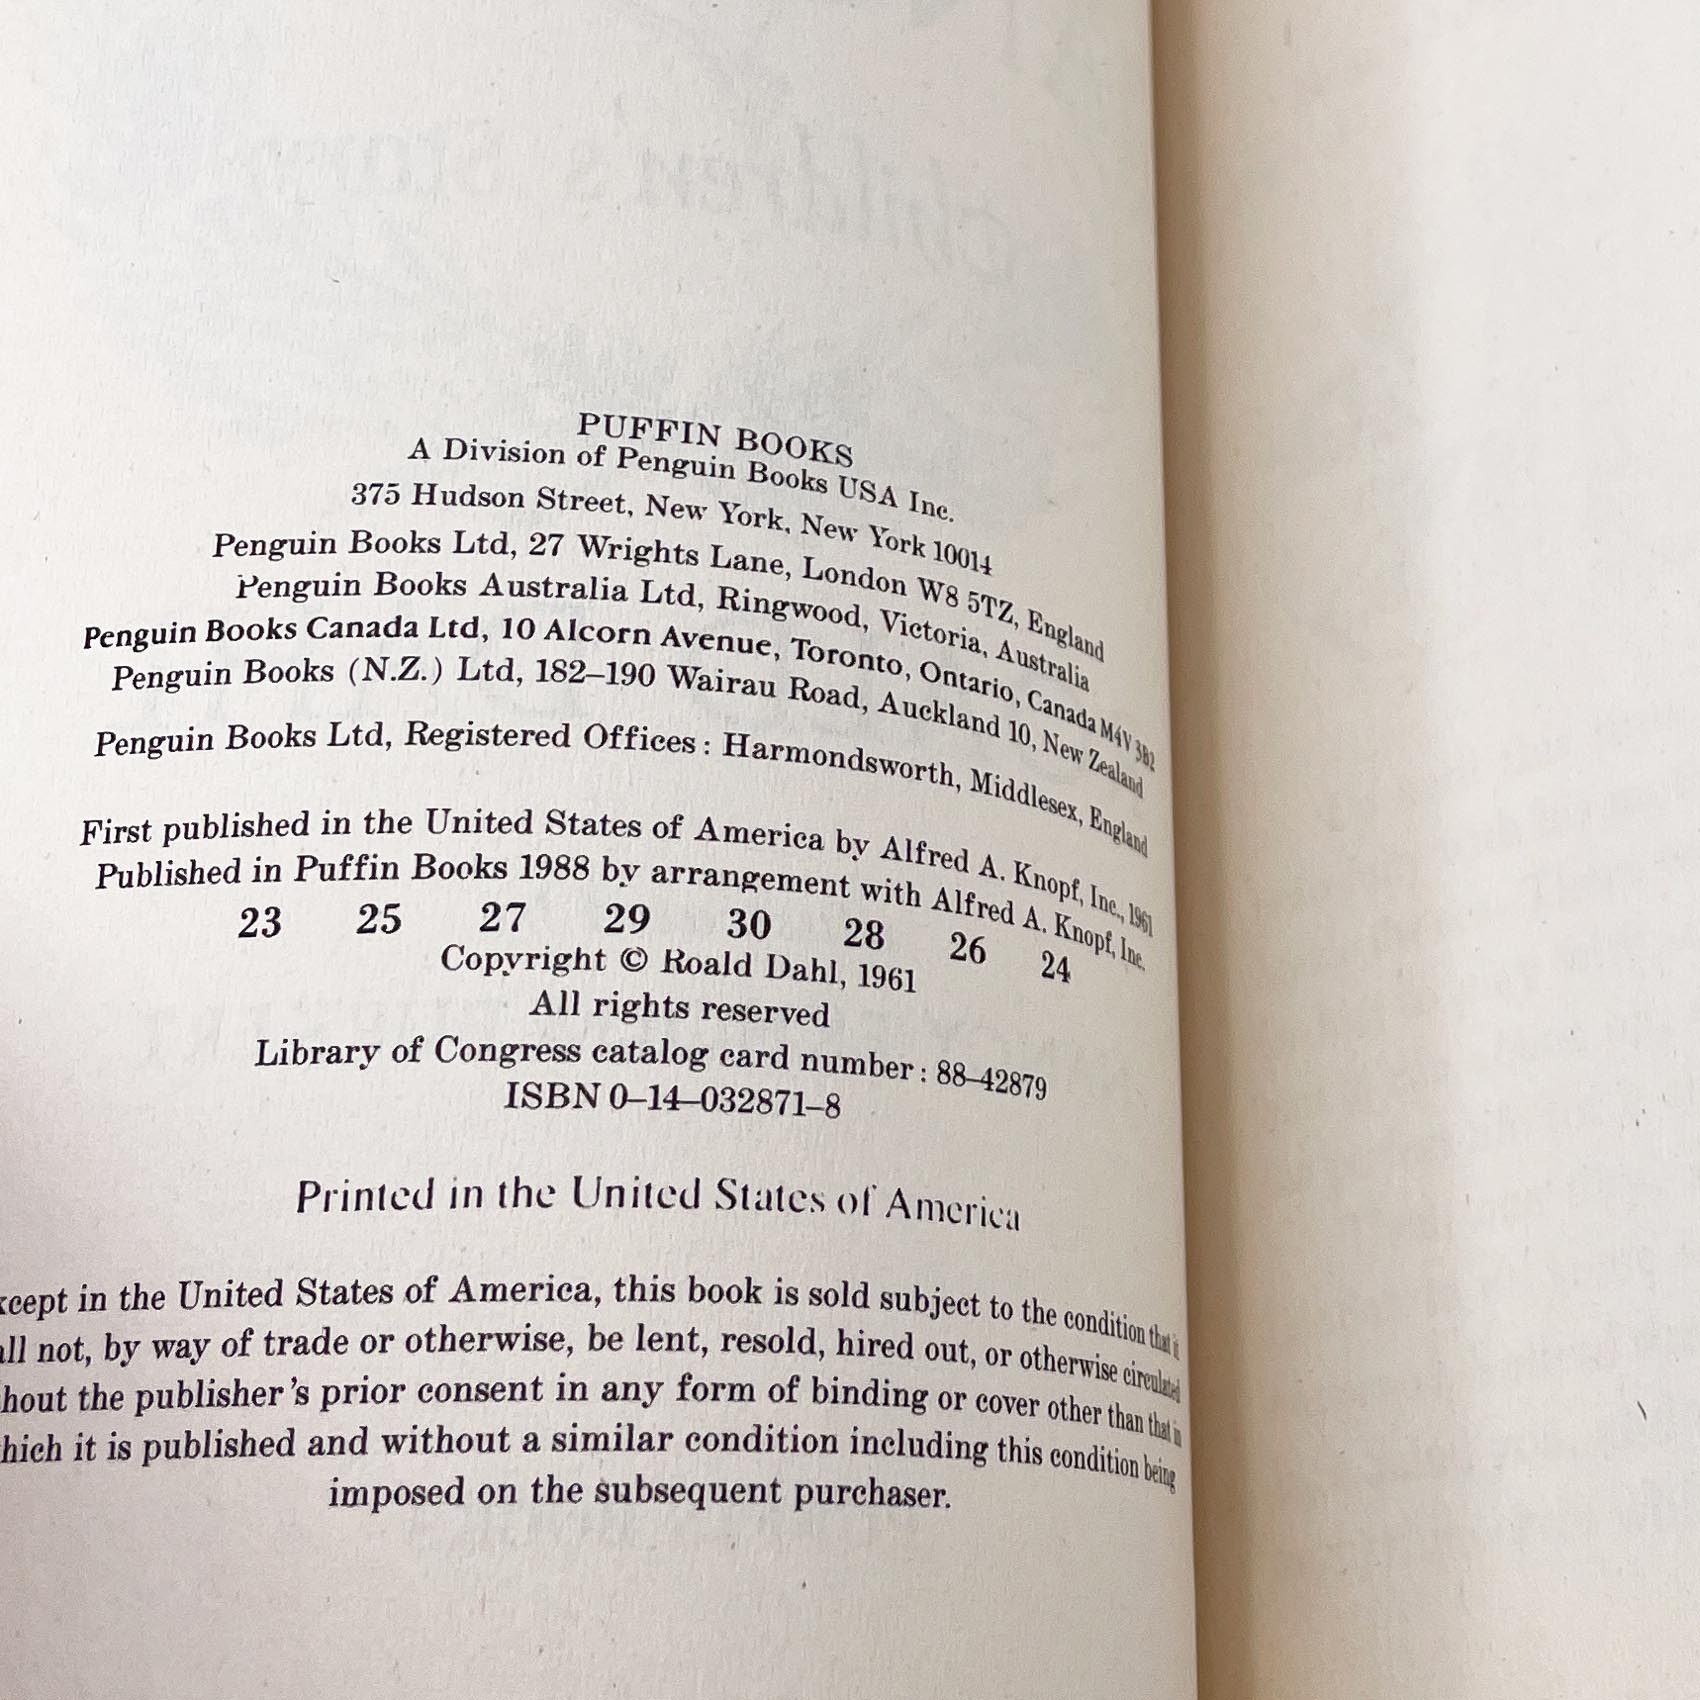 PUFFIN BOOKS
A Division of Penguin Books USA Inc.
375 Hudson Street, New York, New York 10014
Penguin Books Ltd, 27 Wrights Lane, London W8 5TZ, England
Penguin Books Australia Ltd, Ringwood, Victoria, Australia
Penguin Books Canada Ltd, 10 Alcorn Avenue, Toronto, Ontario, Canada M4V 3B2
Penguin Books (N.Z.) Ltd, 182–190 Wairau Road, Auckland 10, New Zealand
Penguin Books Ltd, Registered Offices: Harmondsworth, Middlesex, England
First published in the United States of America by Alfred A. Knopf, Inc., 1961
Published in Puffin Books 1988 by arrangement with Alfred A. Knopf, Inc.
23 25 27 29 30 28 26 24
Copyright © Roald Dahl, 1961
All rights reserved
Library of Congress catalog card number: 88–42879
ISBN 0–14–032871–8
Printed in the United States of America
xcept in the United States of America, this book is sold subject to the condition that it
all not, by way of trade or otherwise, be lent, resold, hired out, or otherwise circulated
hout the publisher's prior consent in any form of binding or cover other than that in
hich it is published and without a similar condition including this condition being
imposed on the subsequent purchaser.